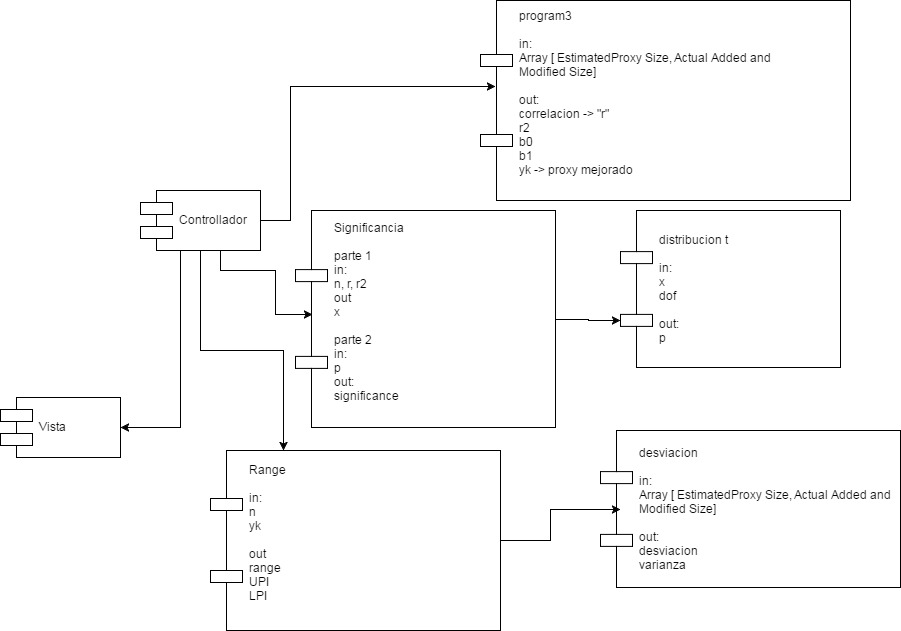 program3
in:
Array [ EstimatedProxy Size, Actual Added and
Modified Size]
out:
correlacion -> "r"
r2
b0
b1
yk -> proxy mejorado
Controllador
Significancia
parte 1
in:
n, r, r2
out
x
parte 2
in:
p
out:
significance
distribucion t
in:
x
dof
out:
p
Vista
Range
in:
n
yk
out
range
UPI
LPI
desviacion
in:
Array [ EstimatedProxy Size, Actual Added and
Modified Size]
out:
desviacion
varianza